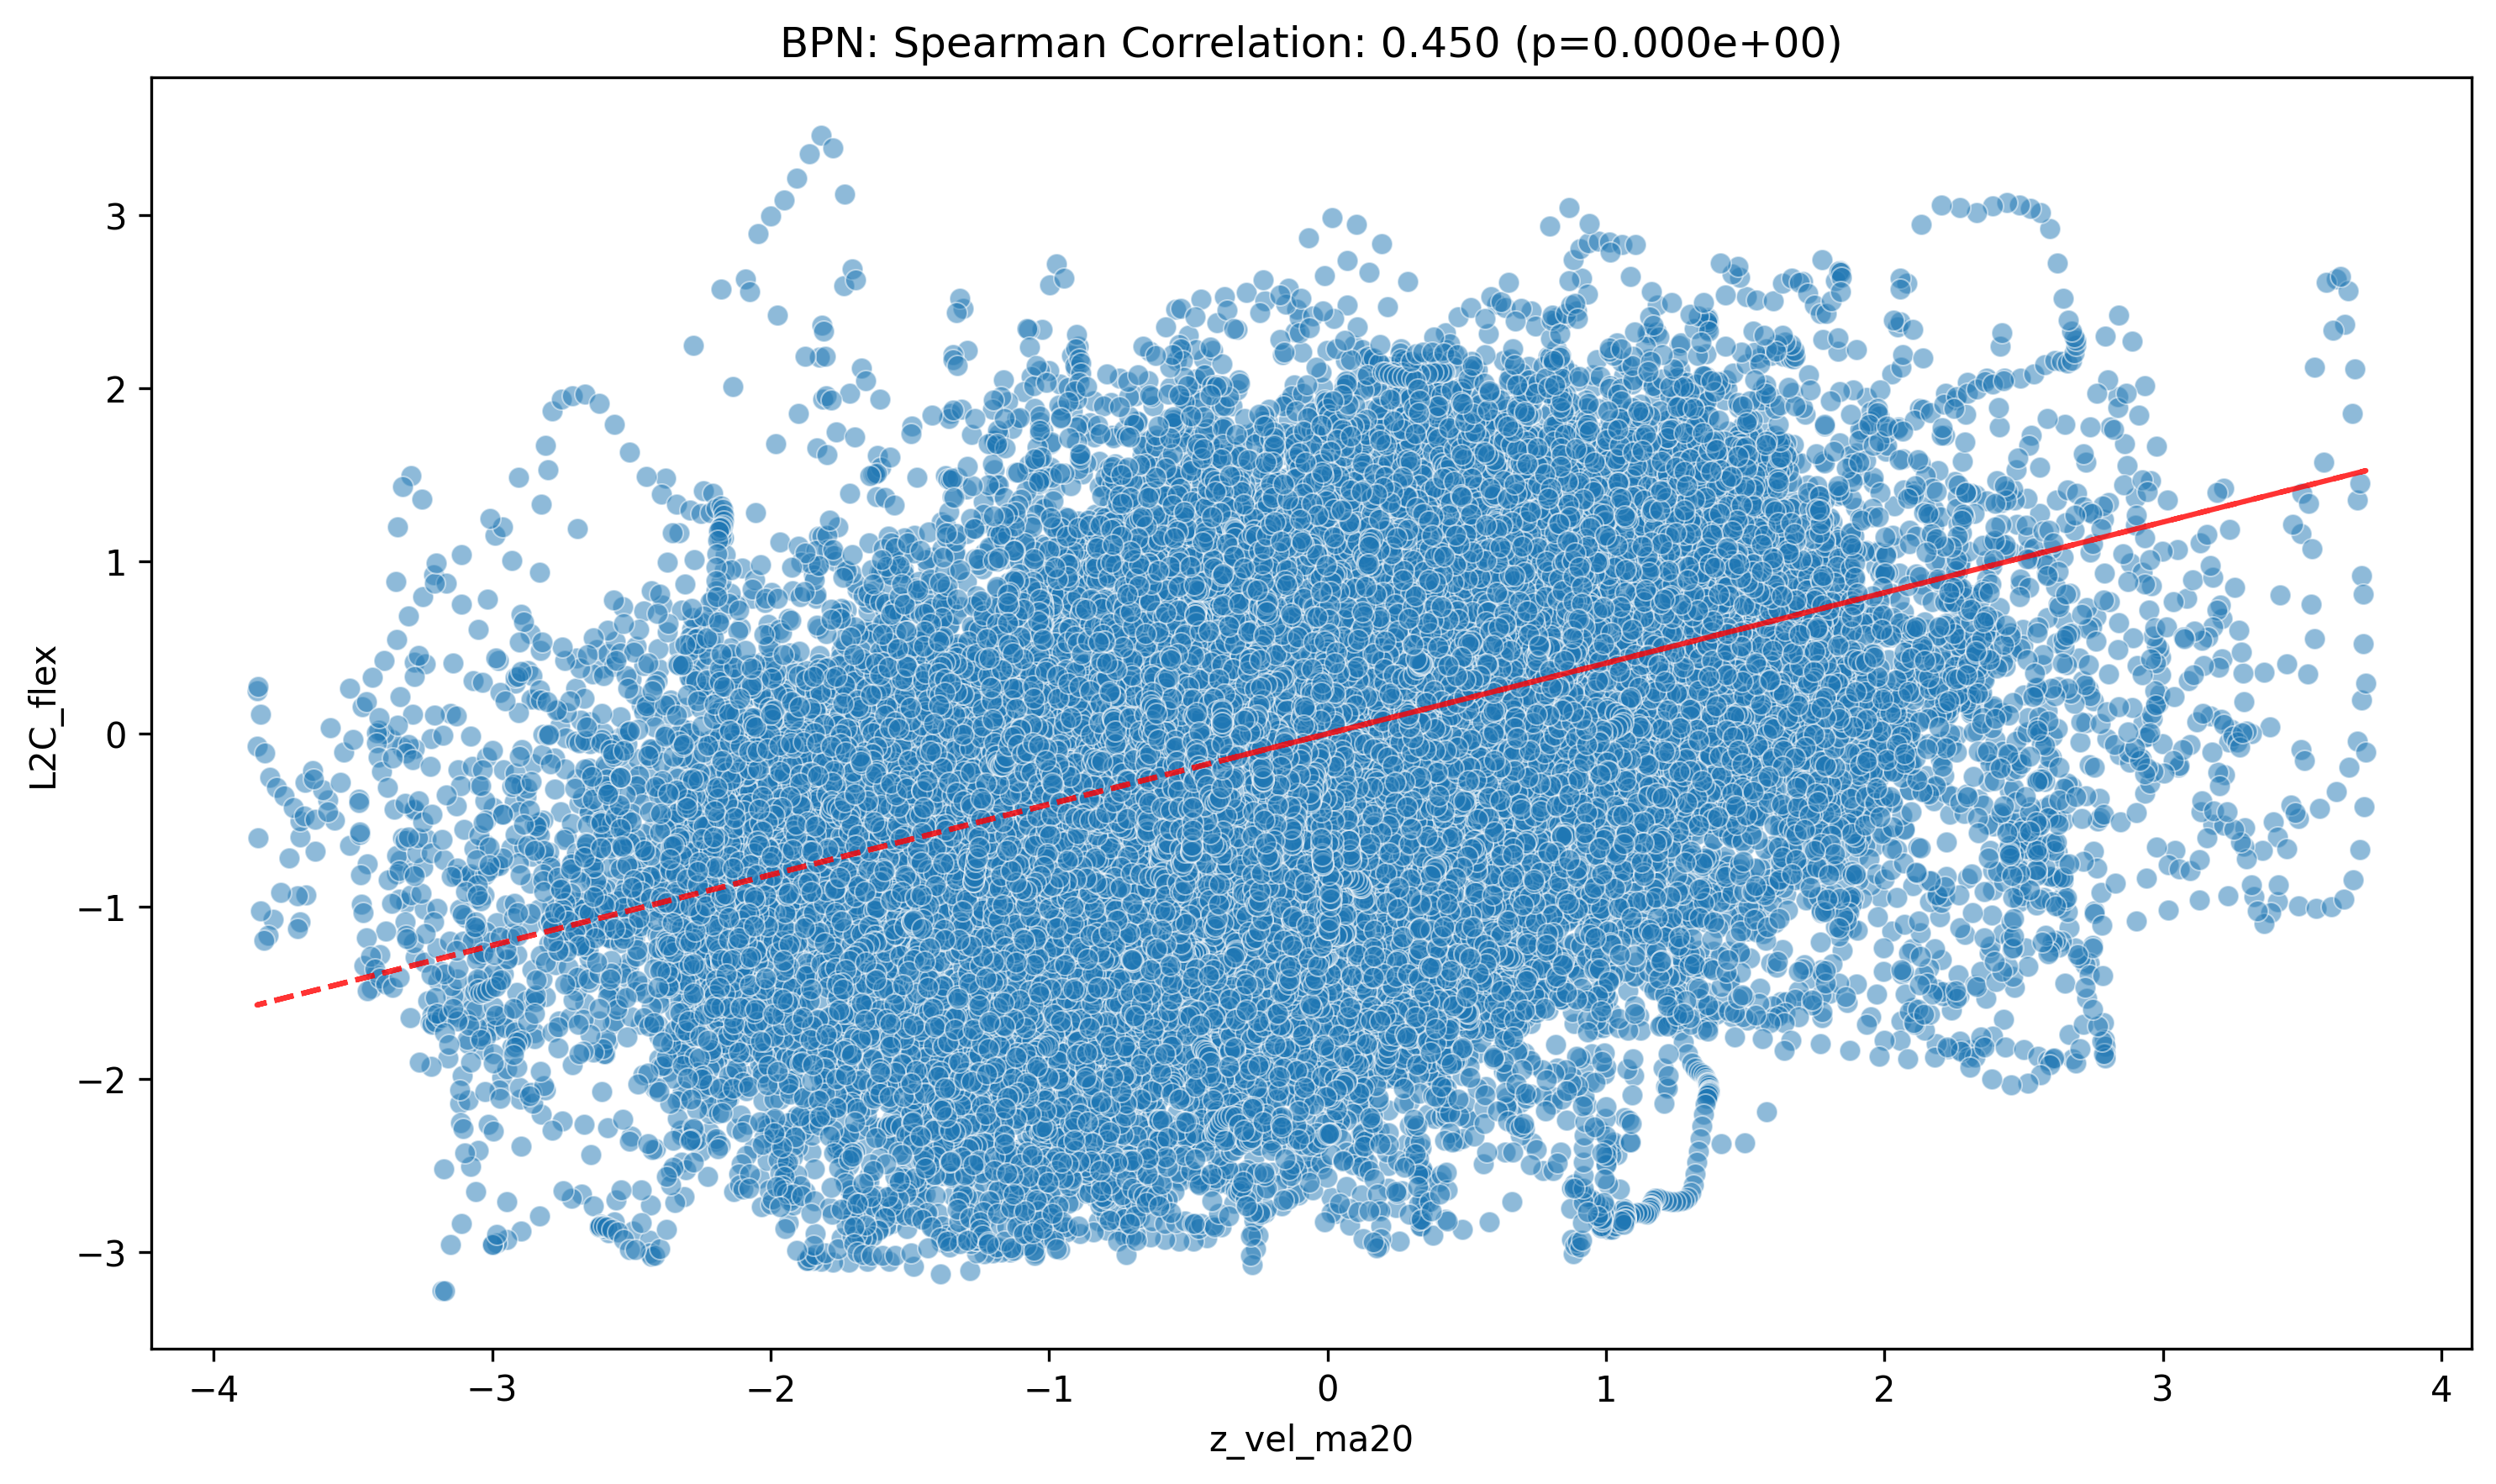 BPN: Spearman Correlation: 0.450 (p=0.000e+00)
L2C_flex
3
2
1
0
−1
−2
−3
−4 −3 −2 −1 0 1 2 3 4
z_vel_ma20